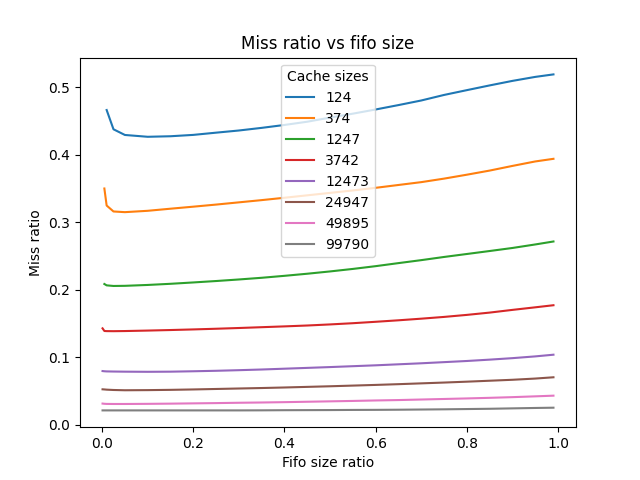 Miss ratio vs fifo size
Miss ratio
0.5
0.4
0.3
0.2
0.1
0.0
Cache sizes
124
374
1247
3742
12473
24947
49895
99790
0.0 0.2 0.4 0.6 0.8 1.0
Fifo size ratio